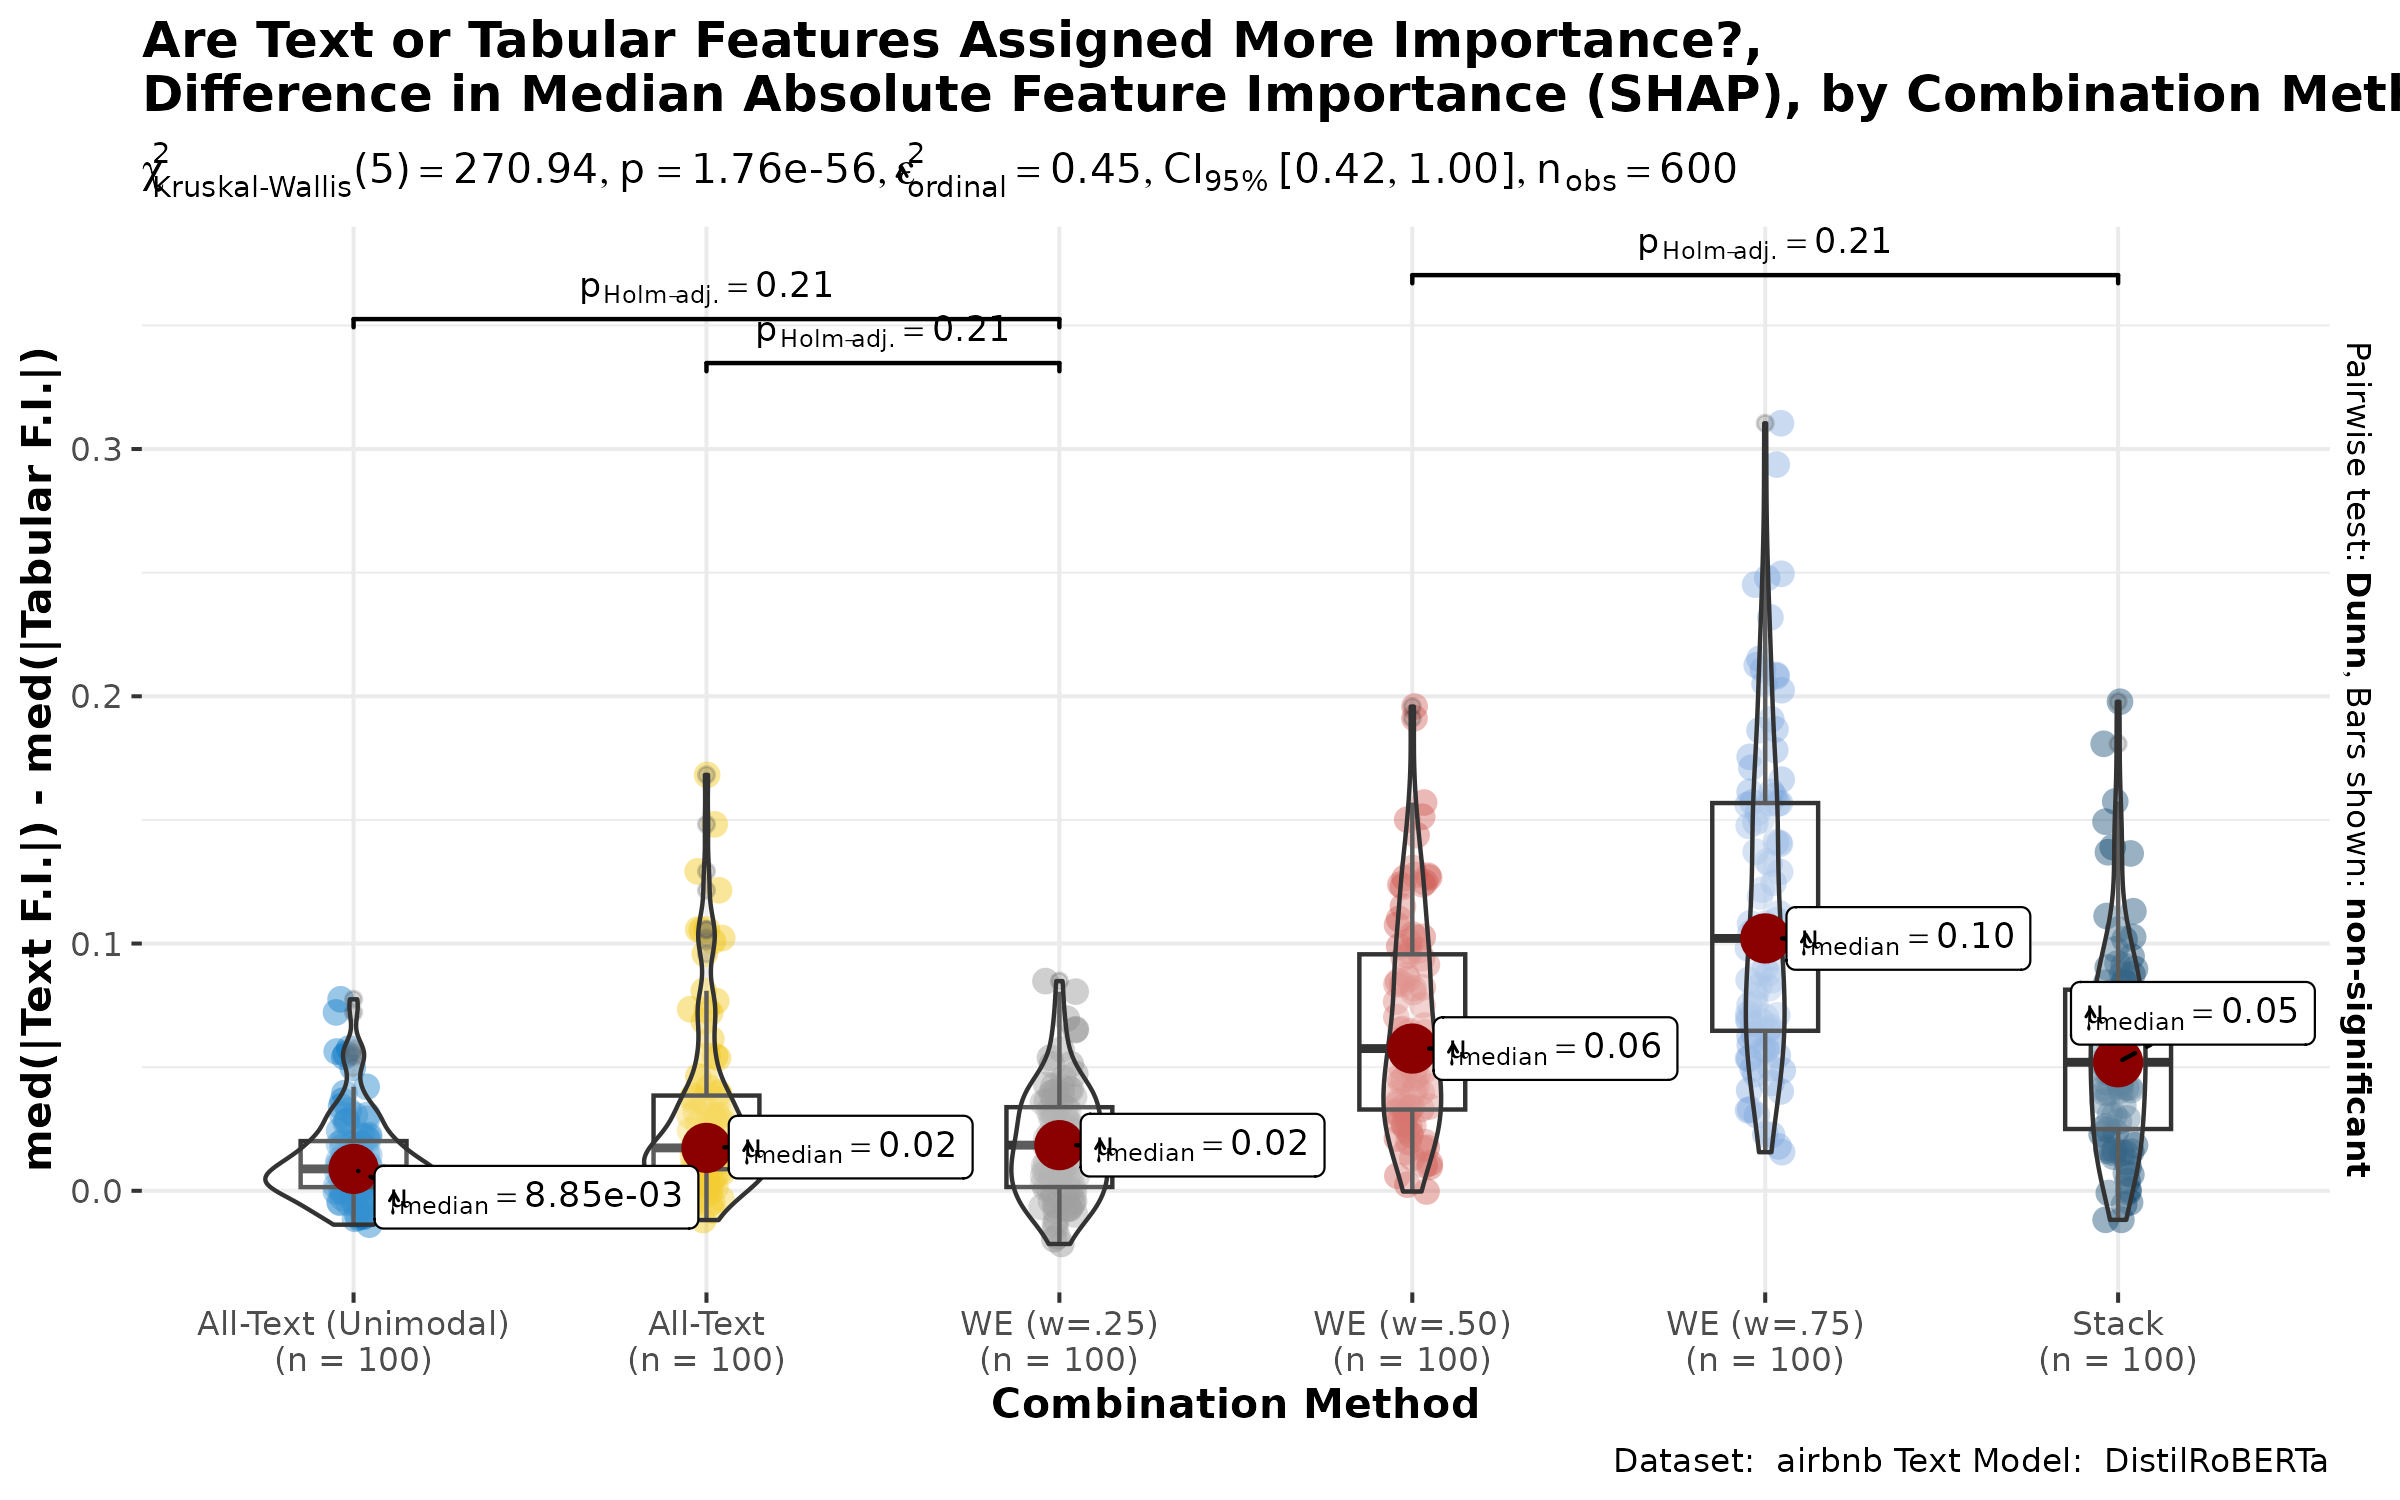 Are Text or Tabular Features Assigned More Importance?,
Difference in Median Absolute Feature Importance (SHAP), by Combination Met
χ²Kruskal-Wallis(5) = 270.94, p = 1.76e-56, ε̂²ordinal = 0.45, CI95% [0.42, 1.00], nobs = 600
pHolm-adj. = 0.21
pHolm-adj. = 0.21
pHolm-adj. = 0.21
med(|Text F.I.|) - med(|Tabular F.I.|)
0.3
0.2
0.1
0.0
μ̂median = 8.85e-03
μ̂median = 0.02
μ̂median = 0.02
μ̂median = 0.06
μ̂median = 0.10
μ̂median = 0.05
Pairwise test: Dunn, Bars shown: non-significant
All-Text (Unimodal)
(n = 100)
All-Text
(n = 100)
WE (w=.25)
(n = 100)
WE (w=.50)
(n = 100)
WE (w=.75)
(n = 100)
Stack
(n = 100)
Combination Method
Dataset: airbnb Text Model: DistilRoBERTa